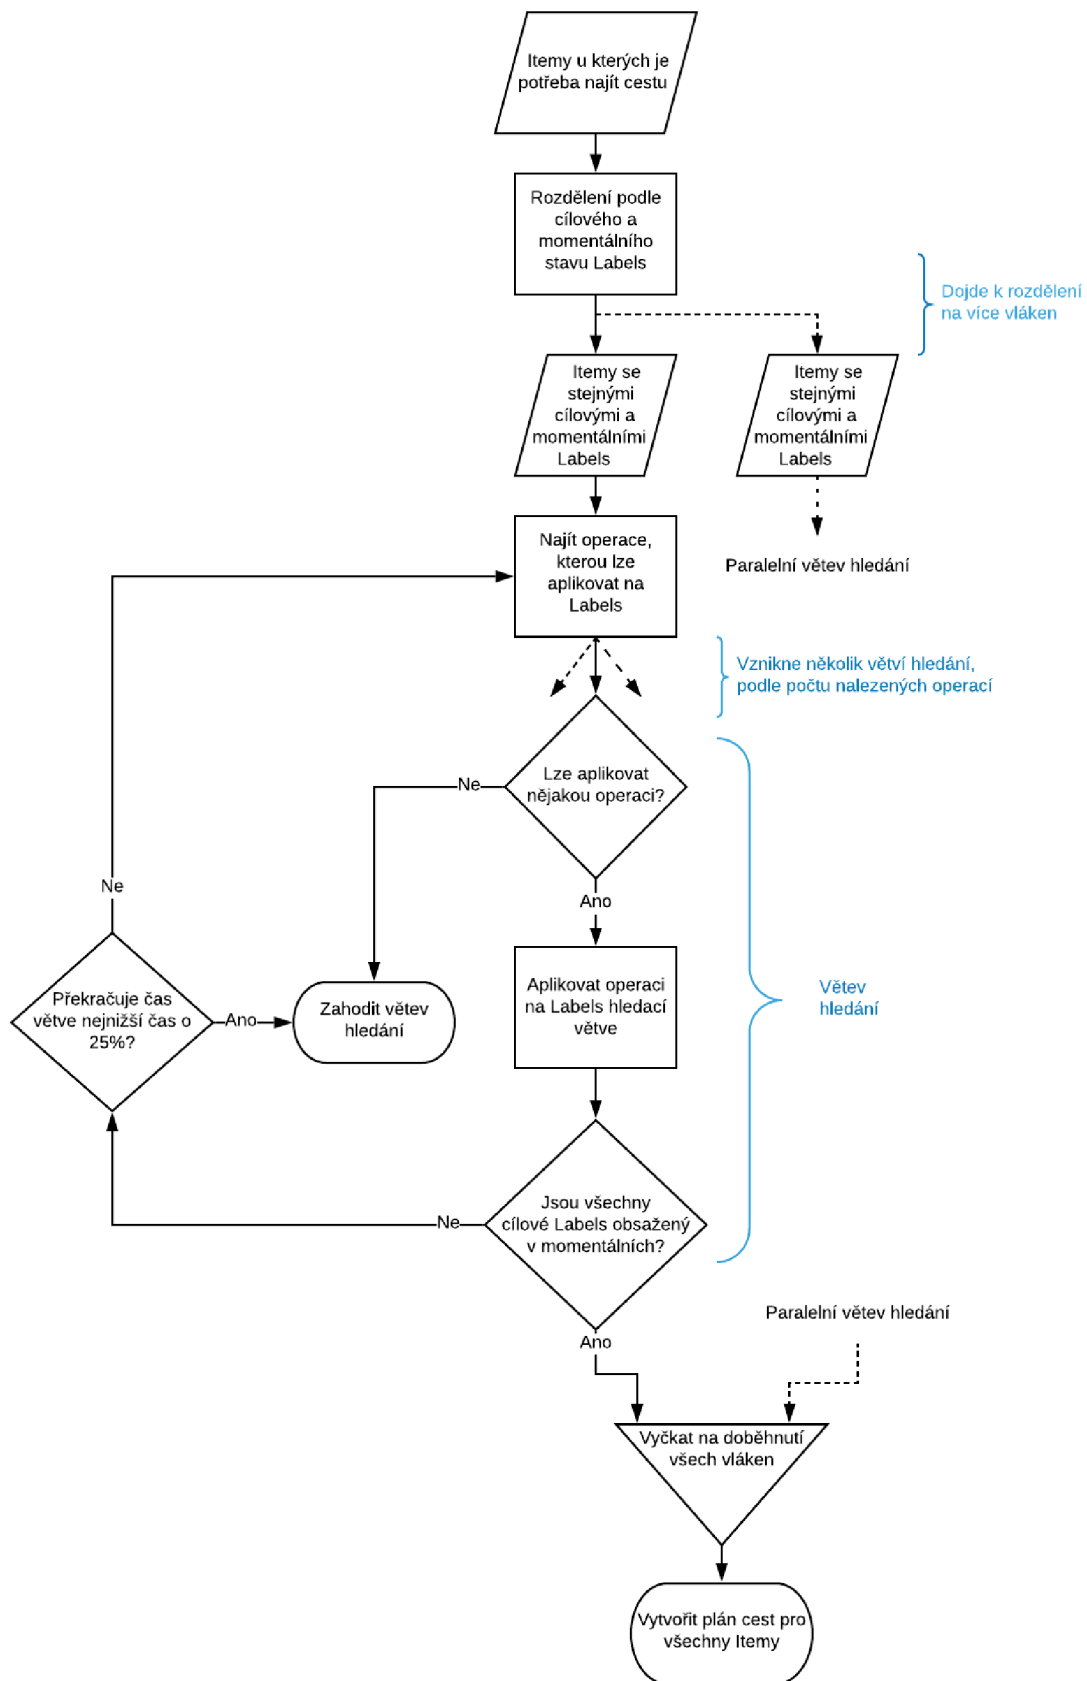 Itemy u kterých je
potřeba najít cestu
Rozdělení podle
cílového a
momentálního
stavu Labels
Dojde k rozdělení
na více vláken
Itemy se
stejnými
cílovými a
momentálními
Labels
Itemy se
stejnými
cílovými a
momentálními
Labels
Najít operace,
kterou lze
aplikovat na
Labels
Paralelní větev hledání
Vznikne několik větví hledání,
podle počtu nalezených operací
Lze aplikovat
nějakou operaci?
Ne
Ne
Ano
Překračuje čas
větve nejnižší čas o
25%?
Ano
Zahodit větev
hledání
Aplikovat operaci
na Labels hledací
větve
Větev
hledání
Jsou všechny
cílové Labels obsažený
v momentálních?
Ne
Ano
Paralelní větev hledání
Vyčkat na doběhnutí
všech vláken
Vytvořit plán cest pro
všechny Itemy